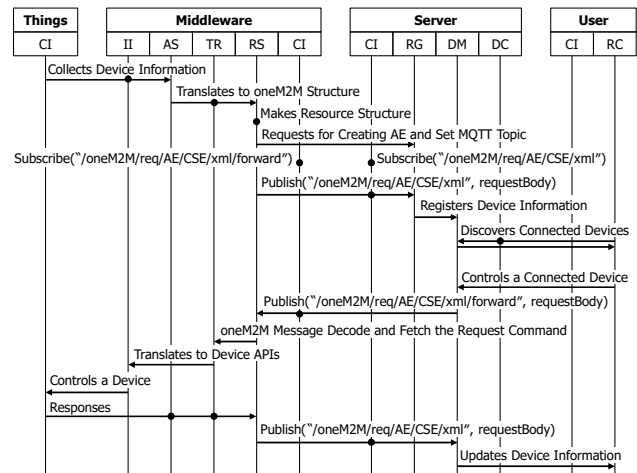 Things Middleware Server User
CI II AS TR RS CI CI RG DM DC CI RC
Collects Device Information
Translates to oneM2M Structure
Makes Resource Structure
Requests for Creating AE and Set MQTT Topic
Subscribe("/oneM2M/req/AE/CSE/xml/forward") Subscribe("/oneM2M/req/AE/CSE/xml")
Publish("/oneM2M/req/AE/CSE/xml", requestBody)
Registers Device Information
Discovers Connected Devices
Controls a Connected Device
Publish("/oneM2M/req/AE/CSE/xml/forward", requestBody)
oneM2M Message Decode and Fetch the Request Command
Translates to Device APIs
Controls a Device
Responses
Publish("/oneM2M/req/AE/CSE/xml", requestBody)
Updates Device Information